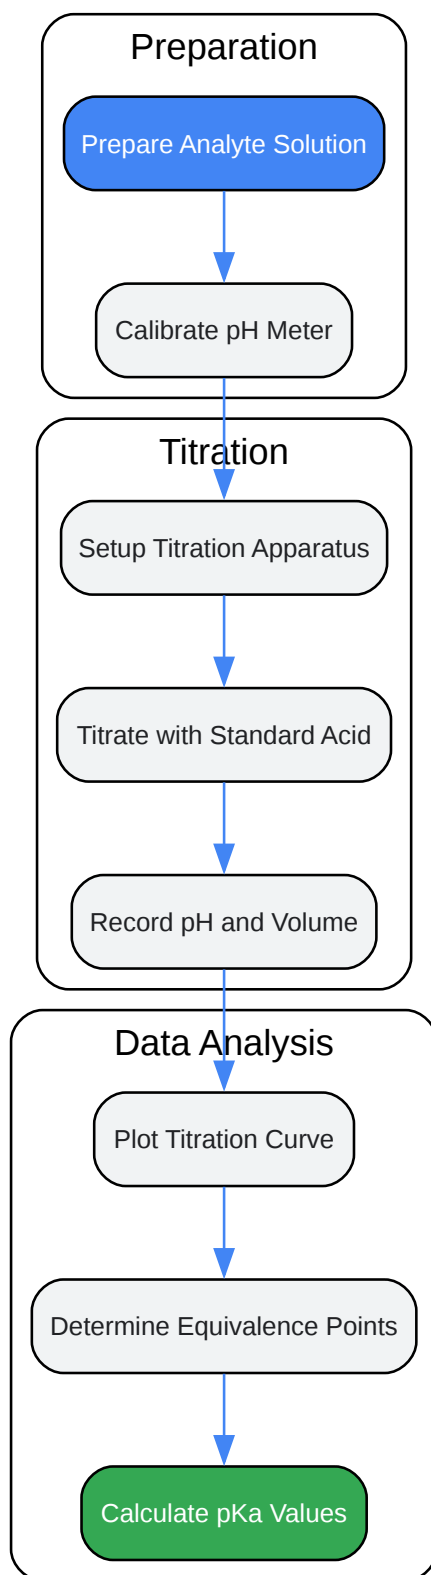 Preparation
Prepare Analyte Solution
Calibrate pH Meter
Titration
Setup Titration Apparatus
Titrate with Standard Acid
Record pH and Volume
Data Analysis
Plot Titration Curve
Determine Equivalence Points
Calculate pKa Values